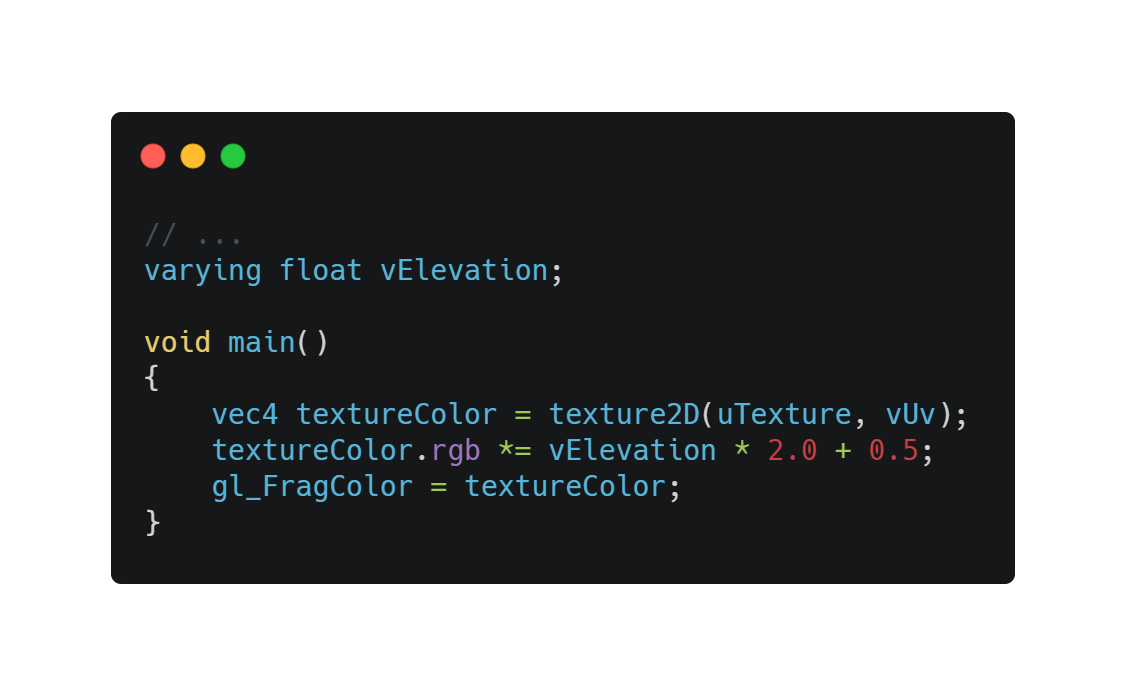 // ...
varying float vElevation;
void main()
{
    vec4 textureColor = texture2D(uTexture, vUv);
    textureColor.rgb *= vElevation * 2.0 + 0.5;
    gl_FragColor = textureColor;
}